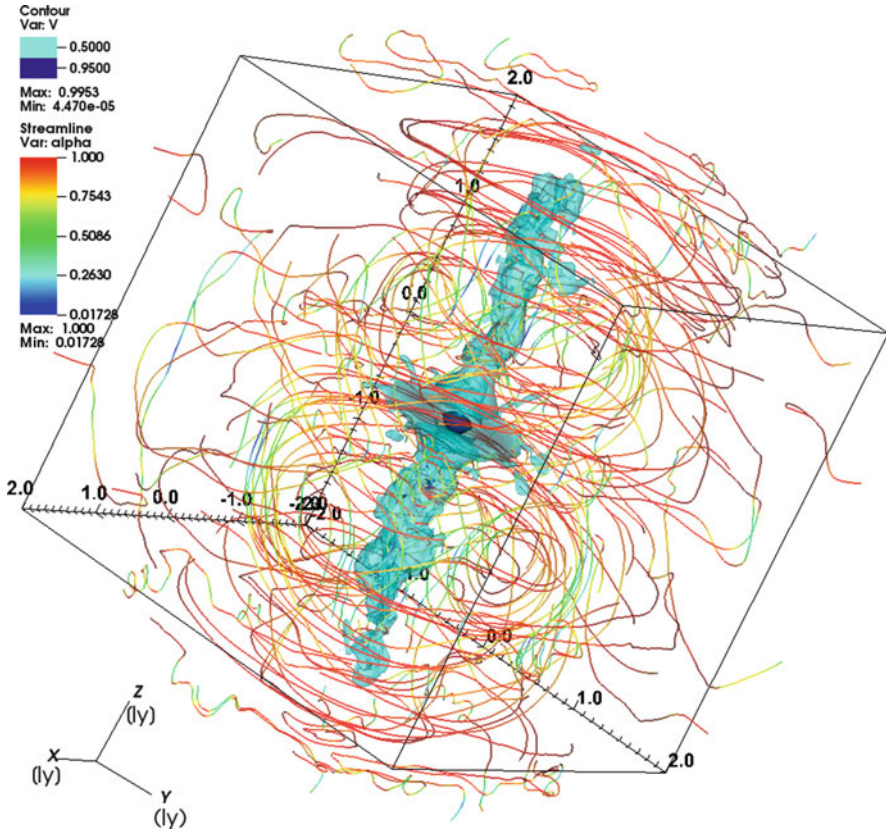 Contour
Var: V
0.5000
0.9500
Max: 0.9953
Min: 4.470e-05
Streamline
Var: alpha
1.000
0.7543
0.5086
0.2630
0.01728
Max: 1.000
Min: 0.01728
2.0
1.0
0.0
-1.0
2.0
1.0
0.0
-1.0
-2.0
1.0
0.0
1.0
2.0
Z
(ly)
X
(ly)
Y
(ly)